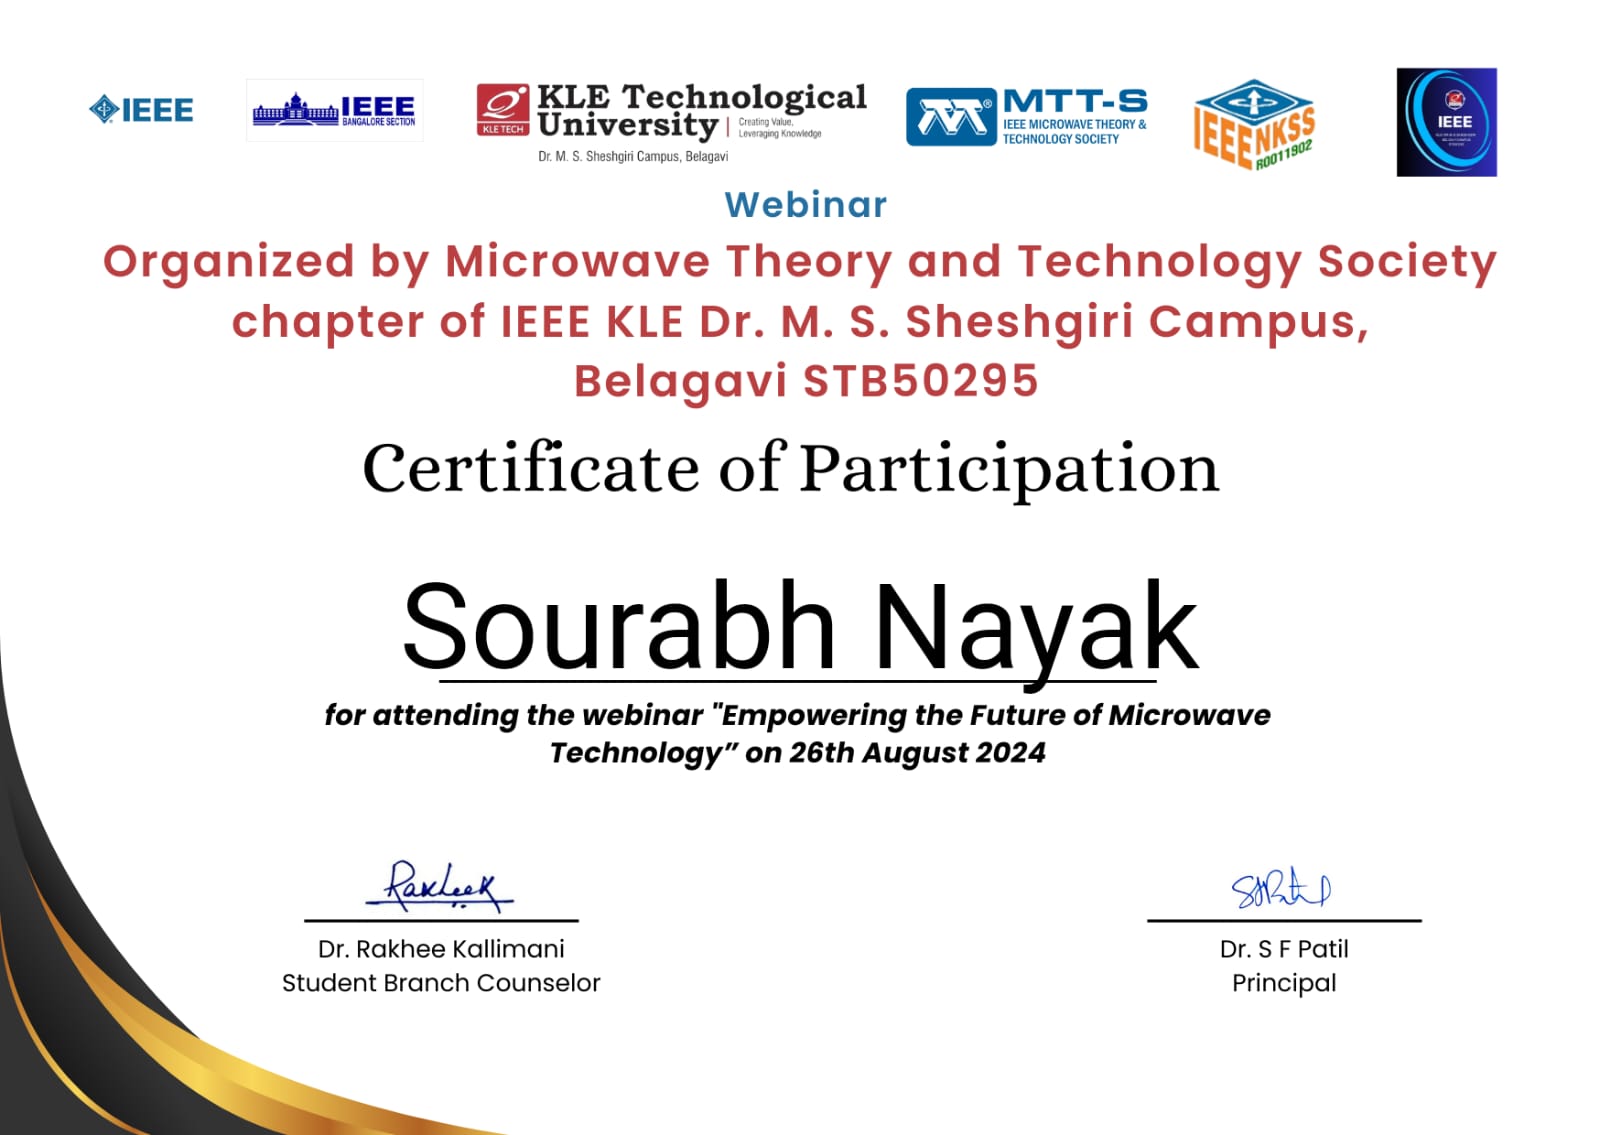 IEEE
IEEE
BANGALORE SECTION
KLE TECH
KLE Technological
University
Creating Value.
Leveraging Knowledge
Dr. M. S. Sheshgiri Campus, Belagavi
®
MTT-S
IEEE MICROWAVE THEORY &
TECHNOLOGY SOCIETY
IEEE NKSS
R0011902
IEEE
Webinar
Organized by Microwave Theory and Technology Society
chapter of IEEE KLE Dr. M. S. Sheshgiri Campus,
Belagavi STB50295
Certificate of Participation
Sourabh Nayak
for attending the webinar "Empowering the Future of Microwave
Technology” on 26th August 2024
Rakheek
Dr. Rakhee Kallimani
Student Branch Counselor
Dr. S F Patil
Principal